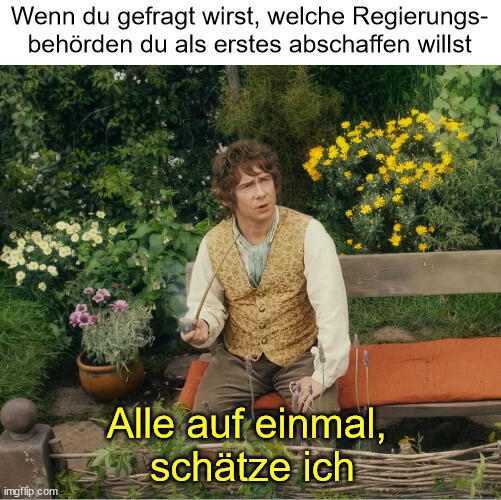 Wenn du gefragt wirst, welche Regierungs-
behörden du als erstes abschaffen willst
Alle auf einmal,
schätze ich
imgflip.com